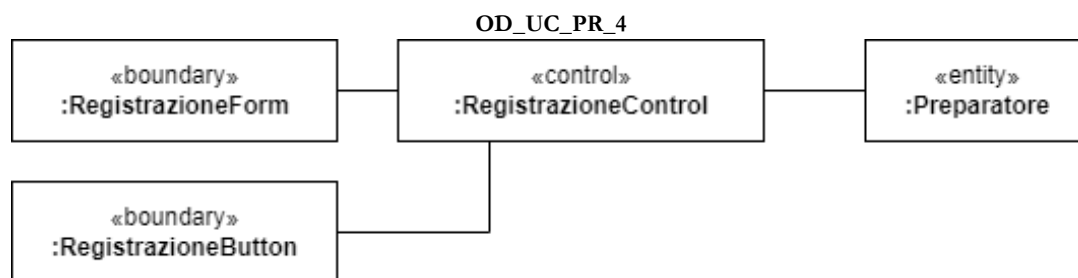 OD_UC_PR_4
«boundary»
:RegistrazioneForm
«control»
:RegistrazioneControl
«entity»
:Preparatore
«boundary»
:RegistrazioneButton